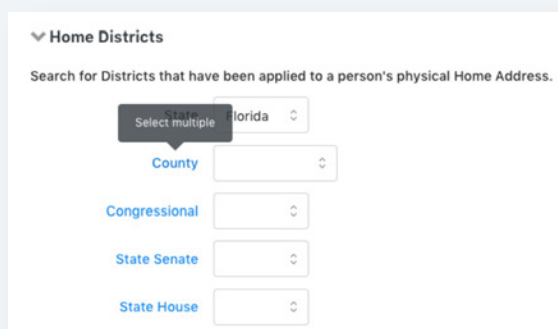 Home Districts
Search for Districts that have been applied to a person's physical Home Address.
State Florida
Select multiple
County
Congressional
State Senate
State House